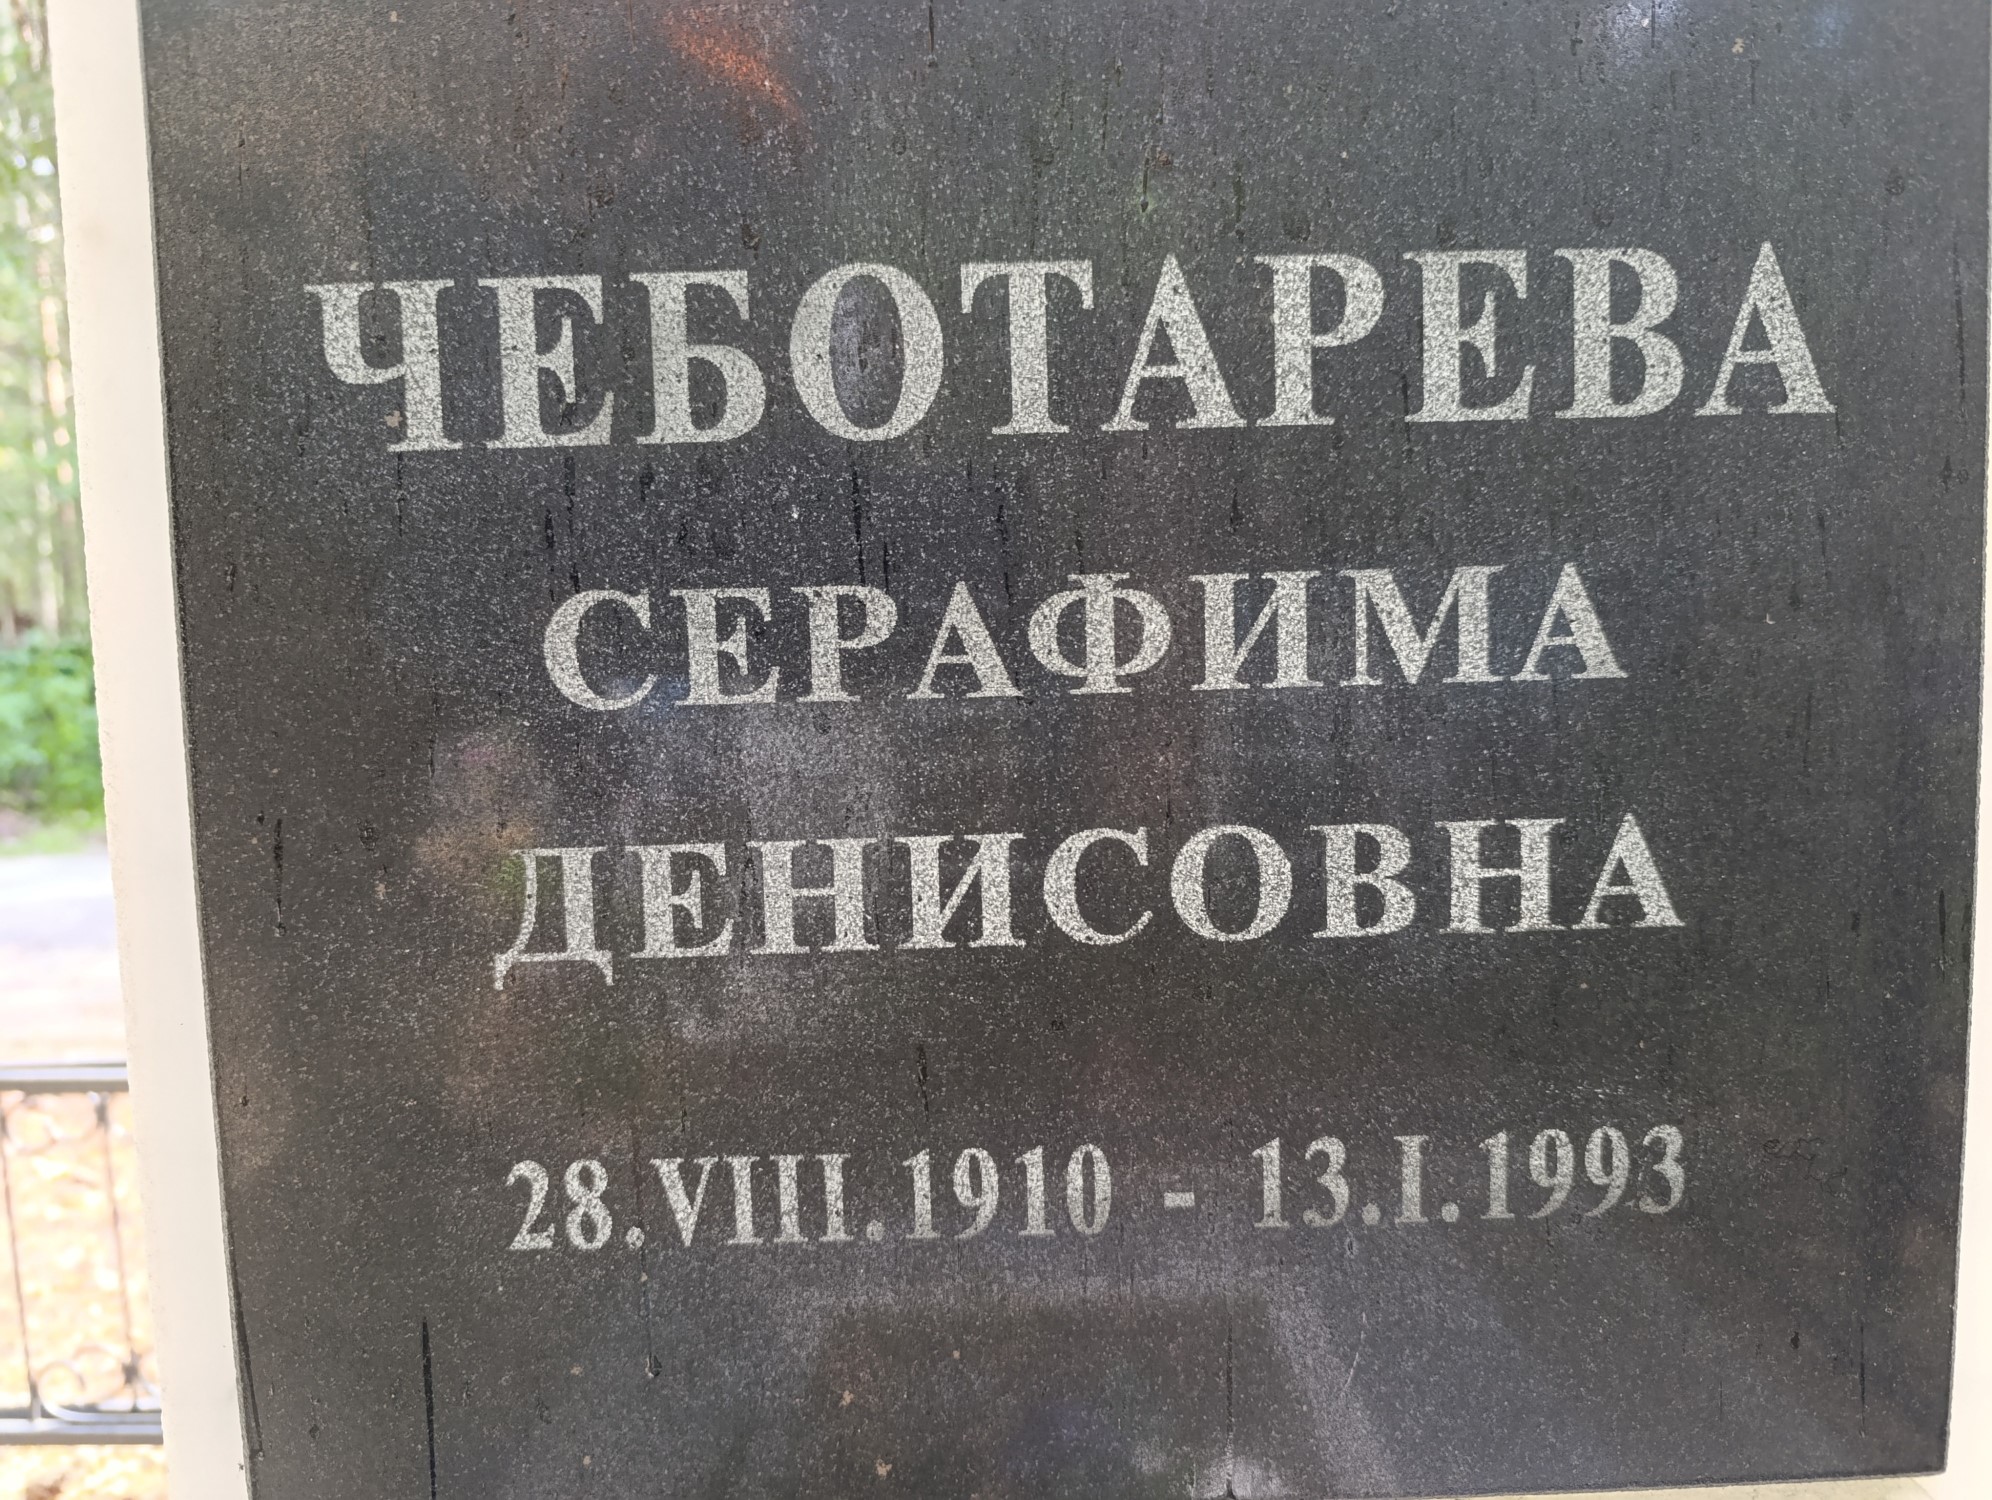 ЧЕБОТАРЕВА
СЕРАФИМА
ДЕНИСОВНА
28.VIII.1910 - 13.I.1993